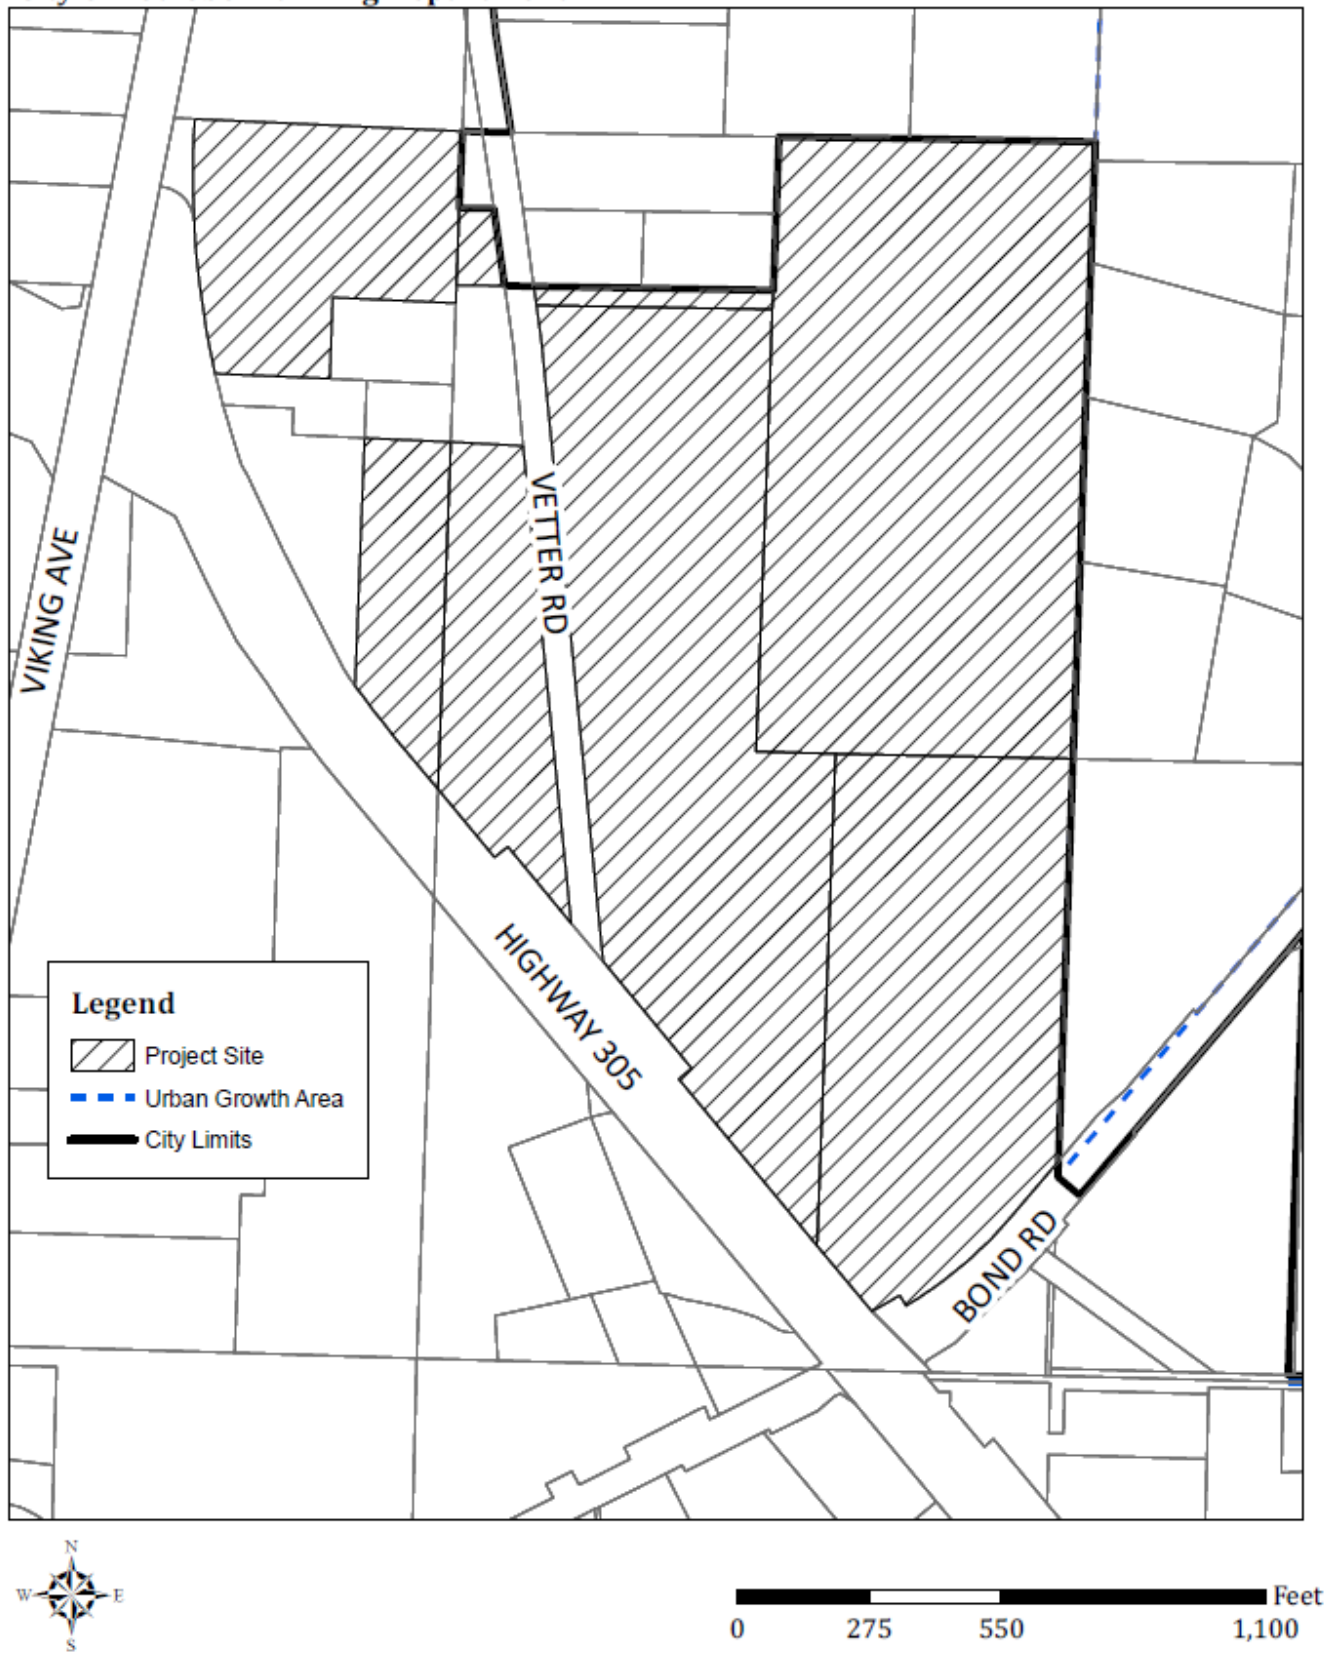 VETTER RD
VIKING AVE
HIGHWAY 305
BOND RD
Legend
Project Site
Urban Growth Area
City Limits
N
W E
S
Feet
0 275 550 1,100